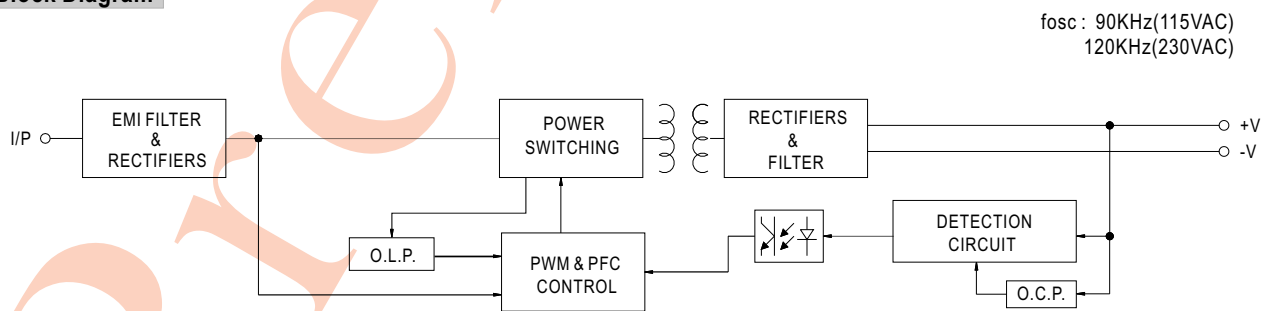 Block Diagram
fosc : 90KHz(115VAC)
120KHz(230VAC)
I/P
EMI FILTER
&
RECTIFIERS
POWER
SWITCHING
RECTIFIERS
&
FILTER
+V
-V
O.L.P.
PWM & PFC
CONTROL
DETECTION
CIRCUIT
O.C.P.